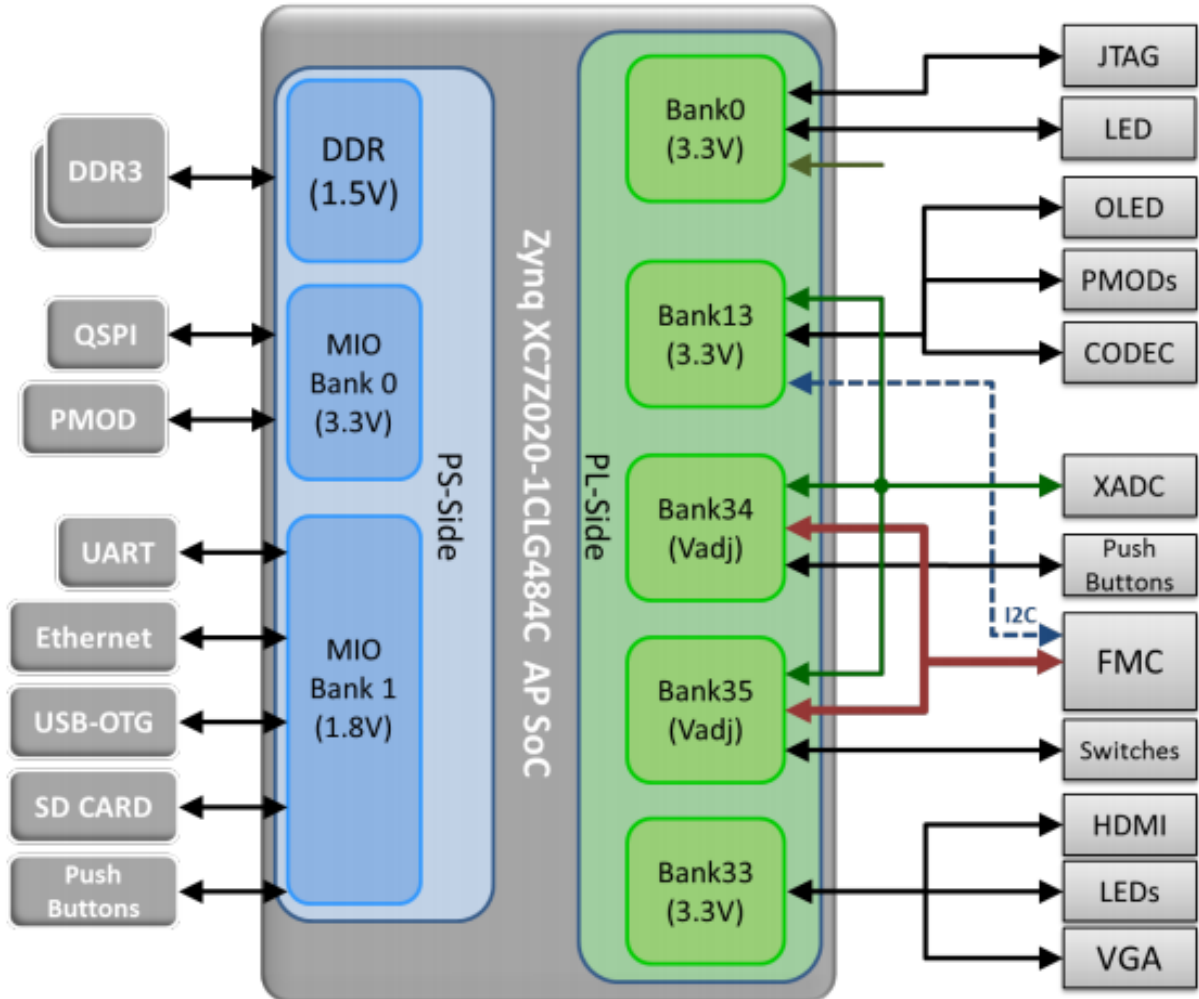 DDR3
QSPI
PMOD
UART
Ethernet
USB-OTG
SD CARD
Push
Buttons
DDR
(1.5V)
MIO
Bank 0
(3.3V)
MIO
Bank 1
(1.8V)
PS-Side
Zynq XC7Z020-1CLG484C AP SoC
PL-Side
Bank0
(3.3V)
Bank13
(3.3V)
Bank34
(Vadj)
Bank35
(Vadj)
Bank33
(3.3V)
I2C
JTAG
LED
OLED
PMODs
CODEC
XADC
Push
Buttons
FMC
Switches
HDMI
LEDs
VGA